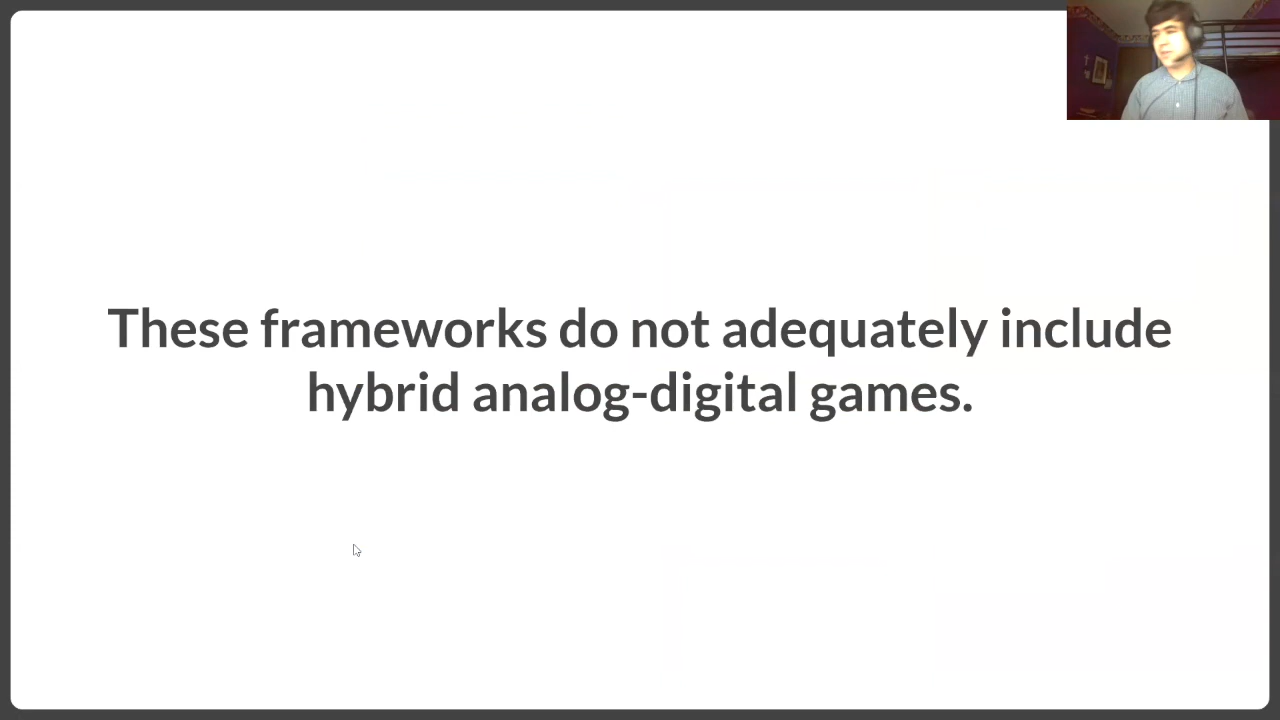 These frameworks do not adequately include
hybrid analog-digital games.